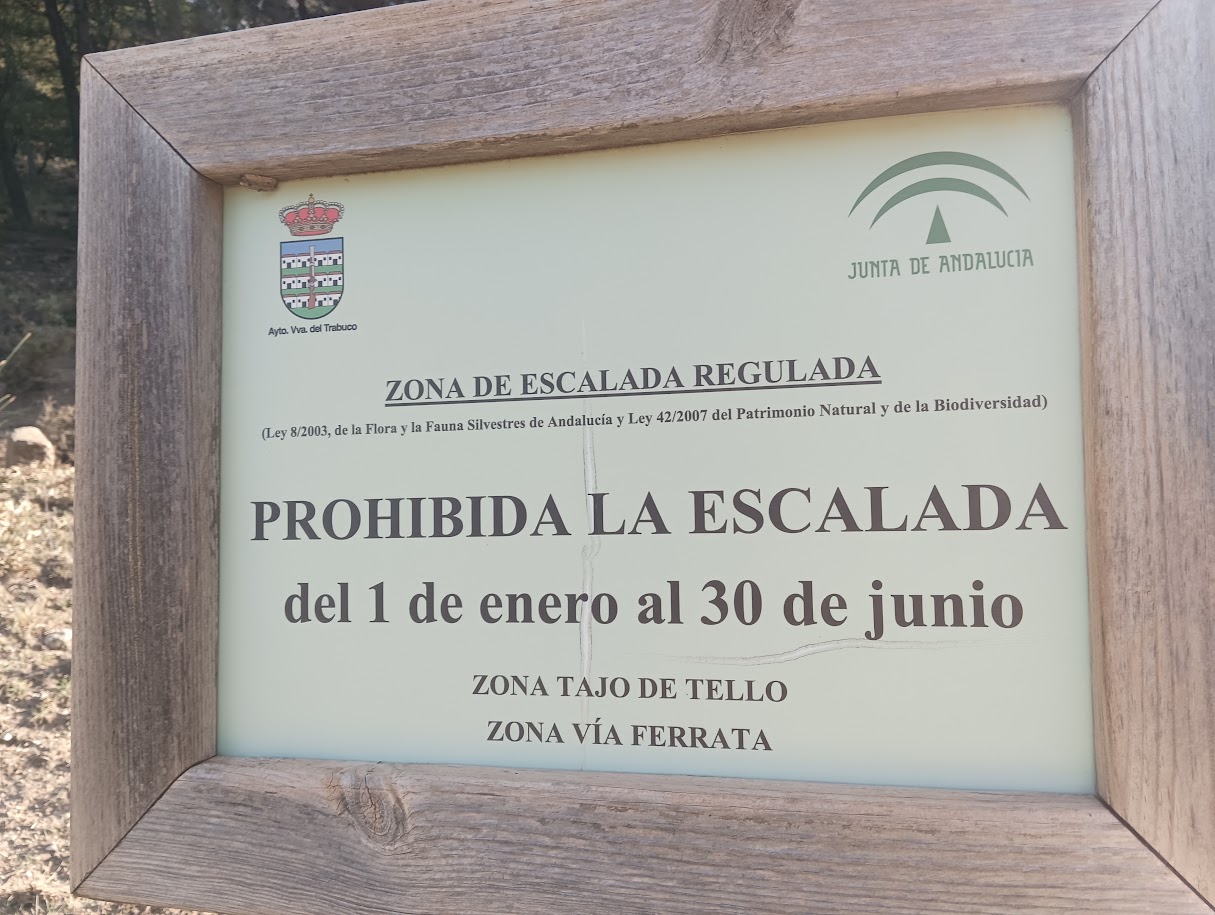 Ayto. Vva. del Trabuco
JUNTA DE ANDALUCIA
ZONA DE ESCALADA REGULADA
(Ley 8/2003, de la Flora y la Fauna Silvestres de Andalucía y Ley 42/2007 del Patrimonio Natural y de la Biodiversidad)
PROHIBIDA LA ESCALADA
del 1 de enero al 30 de junio
ZONA TAJO DE TELLO
ZONA VÍA FERRATA